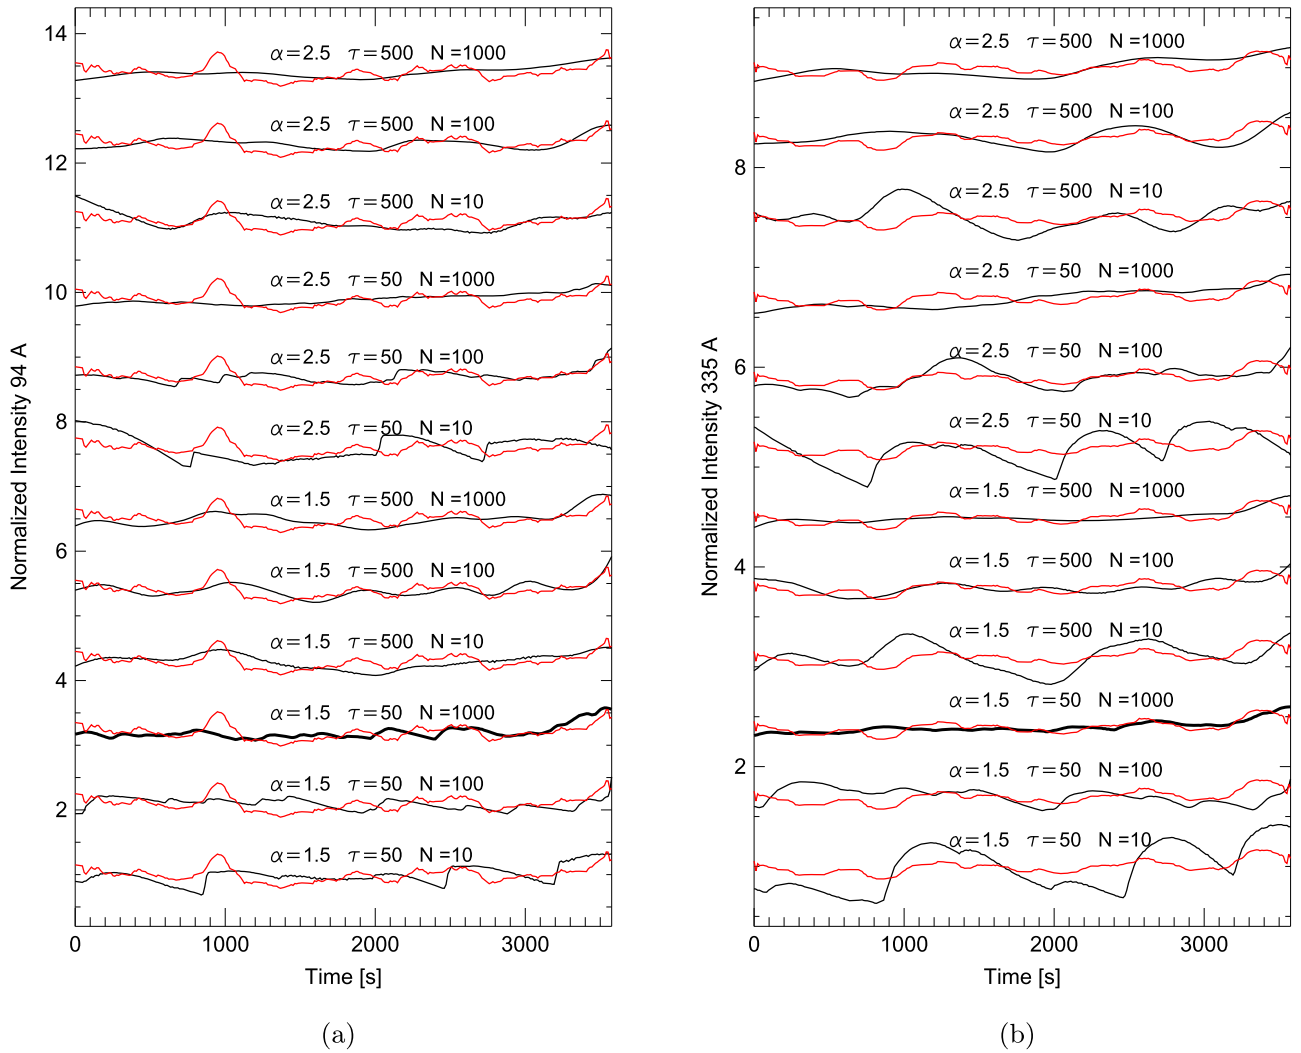 14
12
10
8
6
4
2
Normalized Intensity 94 A
α=2.5 τ=500 N =1000
α=2.5 τ=500 N =100
α=2.5 τ=500 N =10
α=2.5 τ=50 N =1000
α=2.5 τ=50 N =100
α=2.5 τ=50 N =10
α=1.5 τ=500 N =1000
α=1.5 τ=500 N =100
α=1.5 τ=500 N =10
α=1.5 τ=50 N =1000
α=1.5 τ=50 N =100
α=1.5 τ=50 N =10
0 1000 2000 3000
Time [s]
(a)
8
6
4
2
Normalized Intensity 335 A
α=2.5 τ=500 N =1000
α=2.5 τ=500 N =100
α=2.5 τ=500 N =10
α=2.5 τ=50 N =1000
α=2.5 τ=50 N =100
α=2.5 τ=50 N =10
α=1.5 τ=500 N =1000
α=1.5 τ=500 N =100
α=1.5 τ=500 N =10
α=1.5 τ=50 N =1000
α=1.5 τ=50 N =100
α=1.5 τ=50 N =10
0 1000 2000 3000
Time [s]
(b)